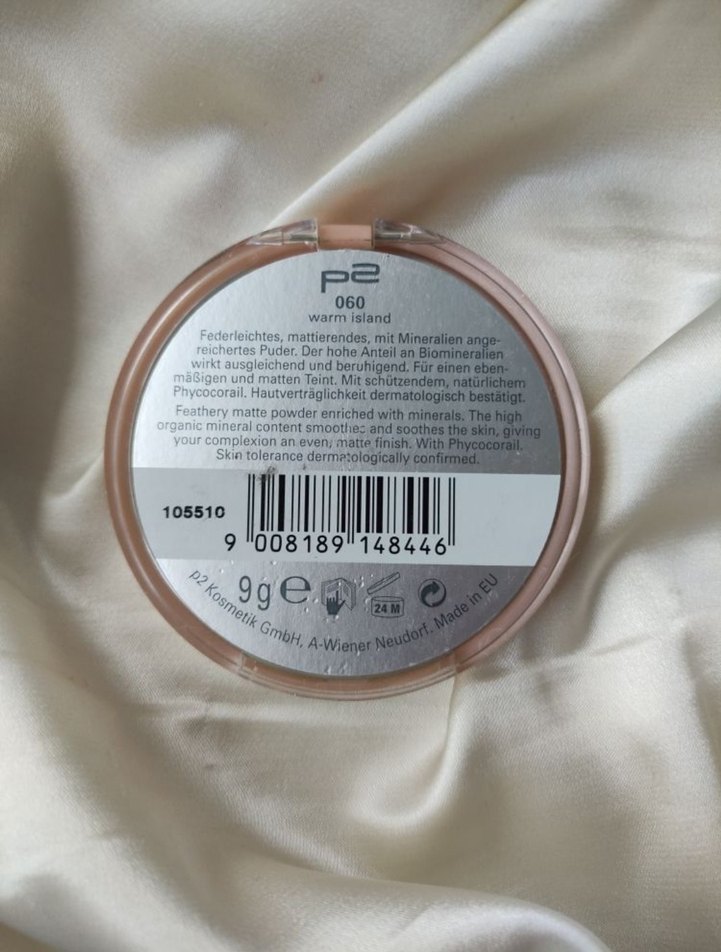 p2
060
warm island
Federleichtes, mattierendes, mit Mineralien ange-
reichertes Puder. Der hohe Anteil an Biomineralien
wirkt ausgleichend und beruhigend. Für einen eben-
mäßigen und matten Teint. Mit schützendem, natürlichem
Phycocorail. Hautverträglichkeit dermatologisch bestätigt.
Feathery matte powder enriched with minerals. The high
organic mineral content smoothes and soothes the skin, giving
your complexion an even, matte finish. With Phycocorail.
Skin tolerance dermatologically confirmed.
105510
9 008189 148446
9g e
24 M
p2 Kosmetik GmbH, A-Wiener Neudorf. Made in EU